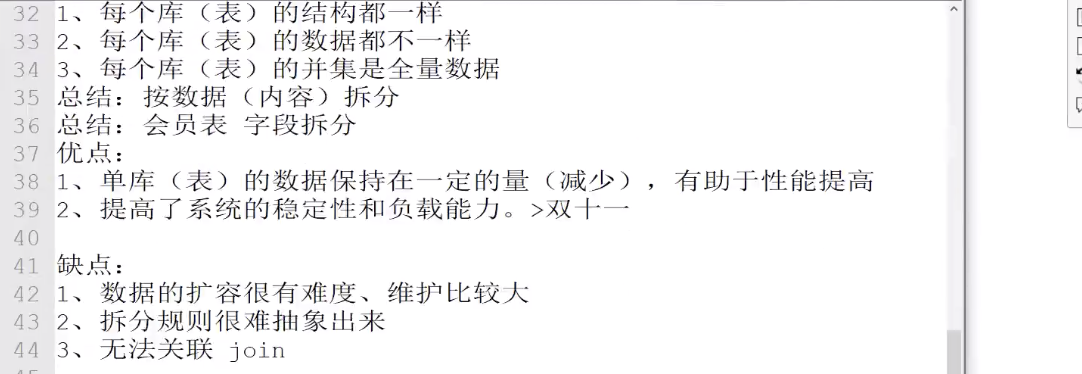 32 1、每个库（表）的结构都一样
33 2、每个库（表）的数据都不一样
34 3、每个库（表）的并集是全量数据
35 总结：按数据（内容）拆分
36 总结：会员表 字段拆分
37 优点：
38 1、单库（表）的数据保持在一定的量（减少），有助于性能提高
39 2、提高了系统的稳定性和负载能力。>双十一
40
41 缺点：
42 1、数据的扩容很有难度、维护比较大
43 2、拆分规则很难抽象出来
44 3、无法关联 join